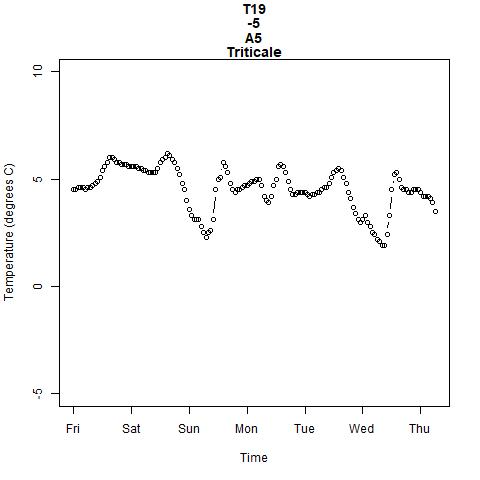 T19
-5
A5
Triticale
Temperature (degrees C)
10
5
0
-5
Fri Sat Sun Mon Tue Wed Thu
Time